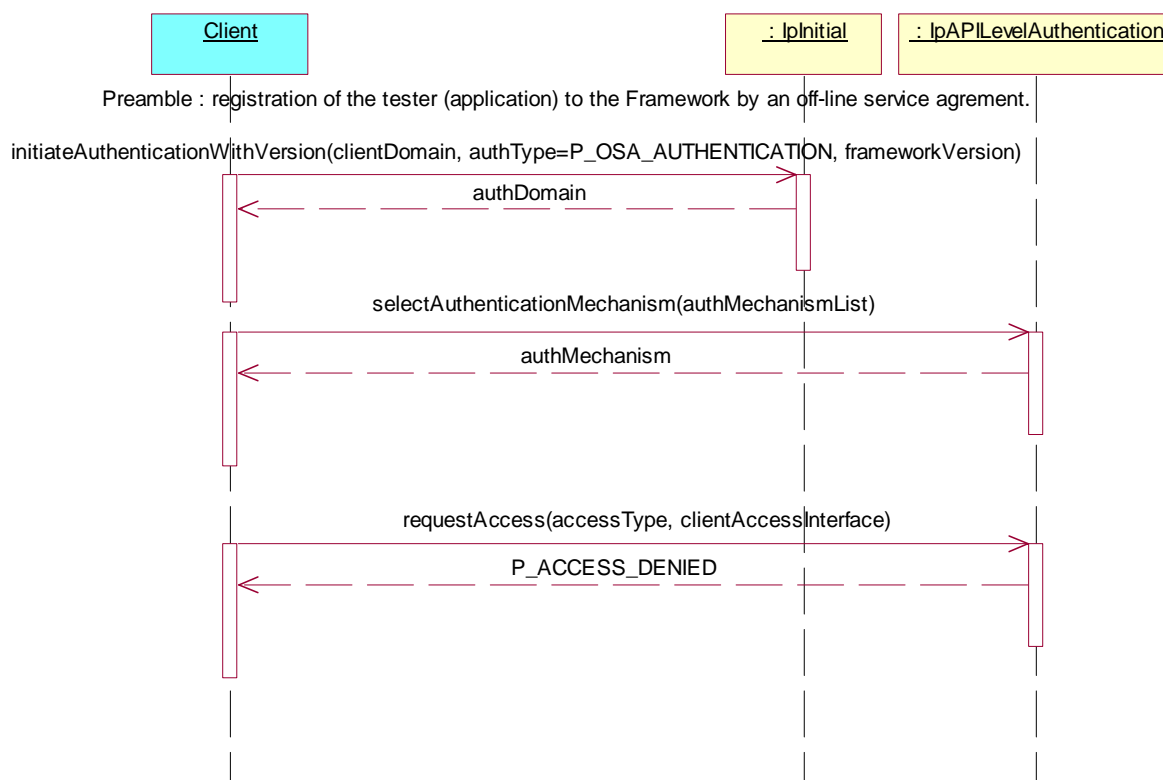 Client
: IpInitial
: IpAPILevelAuthentication
Preamble : registration of the tester (application) to the Framework by an off-line service agrement.
initiateAuthenticationWithVersion(clientDomain, authType=P_OSA_AUTHENTICATION, frameworkVersion)
authDomain
selectAuthenticationMechanism(authMechanismList)
authMechanism
requestAccess(accessType, clientAccessInterface)
P_ACCESS_DENIED